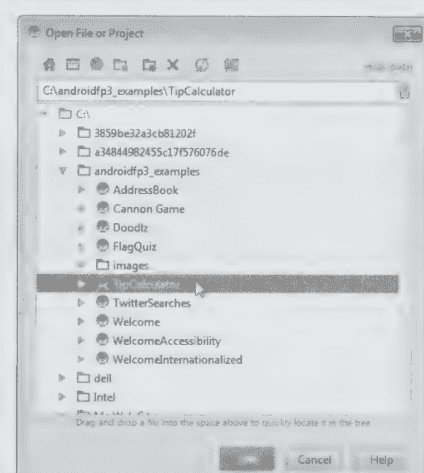 Open File or Project
C:\androidfp3_examples\TipCalculator
C:\
3859be32a3cb81202f
a34844982455c17f576076de
androidfp3_examples
AddressBook
Cannon Game
Doodlz
FlagQuiz
images
TipCalculator
TwitterSearches
Welcome
WelcomeAccessibility
WelcomeInternationalized
dell
Intel
Drag and drop a file into the space above to quickly locate it in the tree
Cancel
Help